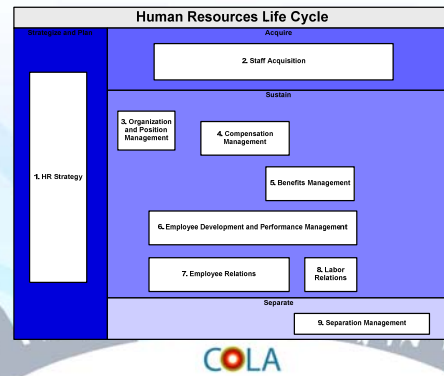 Human Resources Life Cycle
Acquire
2. Staff Acquisition
Sustain
3. Organization
and Position
Management
4. Compensation
Management
1. HR Strategy
5. Benefits Management
6. Employee Development and Performance Management
7. Employee Relations
8. Labor
Relations
Separate
9. Separation Management
COLA